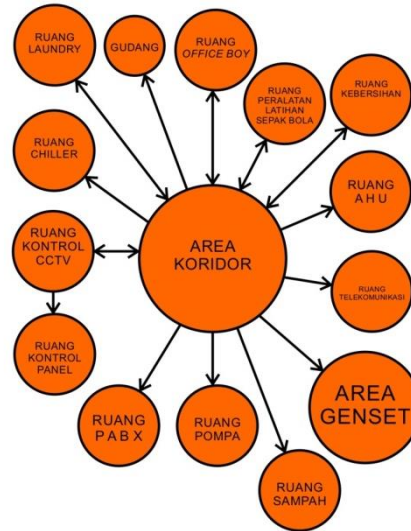 RUANG
LAUNDRY
GUDANG
RUANG
OFFICE BOY
RUANG
PERALATAN
LATIHAN
SEPAK BOLA
RUANG
KEBERSIHAN
RUANG
CHILLER
RUANG
A H U
RUANG
KONTROL
CCTV
AREA
KORIDOR
RUANG
TELEKOMUNIKASI
RUANG
KONTROL
PANEL
AREA
GENSET
RUANG
P A B X
RUANG
POMPA
RUANG
SAMPAH